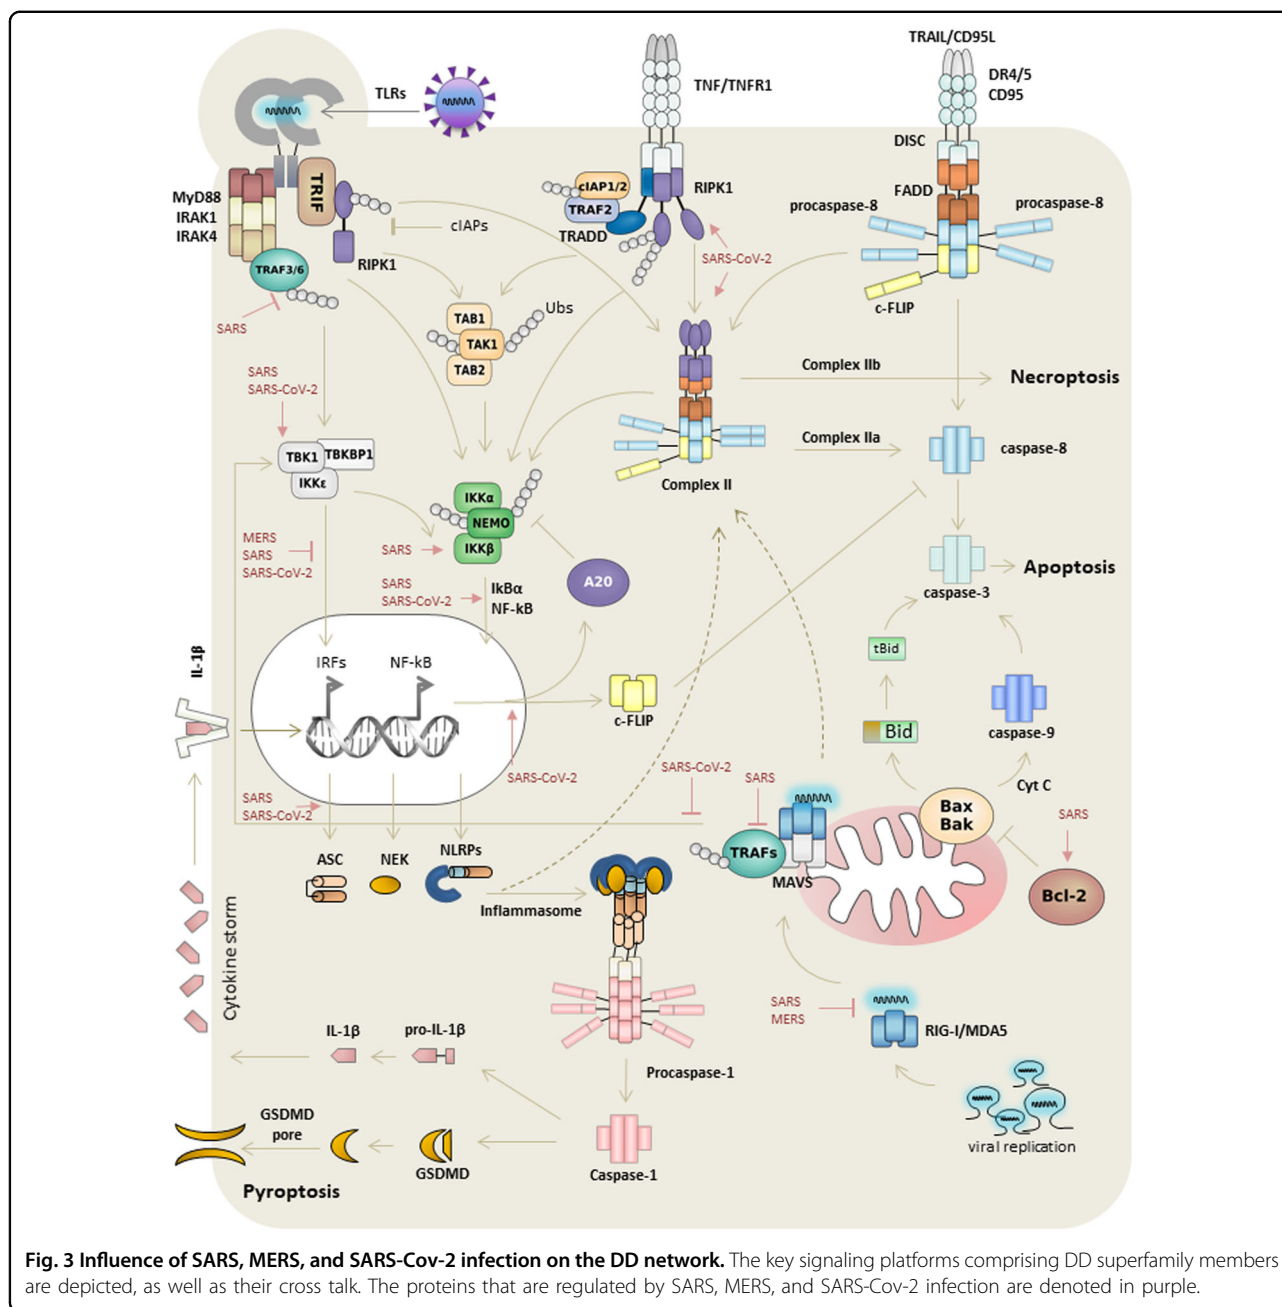 TRAIL/CD95L
TLRs
TNF/TNFR1
DR4/5
CD95
DISC
TRIF
MyD88
IRAK1
IRAK4
cIAP1/2
TRAF2
TRADD
RIPK1
FADD
procaspase-8
procaspase-8
cIAPs
RIPK1
TRAF3/6
SARS-CoV-2
c-FLIP
SARS
TAB1
TAK1
TAB2
Ubs
SARS
SARS-CoV-2
Complex IIb
Necroptosis
TBK1
TBKBP1
IKKε
Complex IIa
caspase-8
Complex II
IKKα
NEMO
IKKβ
MERS
SARS
SARS-CoV-2
SARS
A20
SARS
SARS-CoV-2
IkBα
NF-kB
caspase-3
Apoptosis
IL-1β
IRFs
NF-kB
tBid
c-FLIP
Bid
caspase-9
SARS-CoV-2
SARS-CoV-2
SARS
Cyt C
SARS
SARS-CoV-2
Bax
Bak
SARS
ASC
NEK
NLRPs
TRAFs
MAVS
Bcl-2
Inflammasome
Cytokine storm
SARS
MERS
RIG-I/MDA5
IL-1β
pro-IL-1β
Procaspase-1
viral replication
GSDMD
pore
GSDMD
Caspase-1
Pyroptosis
Fig. 3 Influence of SARS, MERS, and SARS-Cov-2 infection on the DD network. The key signaling platforms comprising DD superfamily members
are depicted, as well as their cross talk. The proteins that are regulated by SARS, MERS, and SARS-Cov-2 infection are denoted in purple.